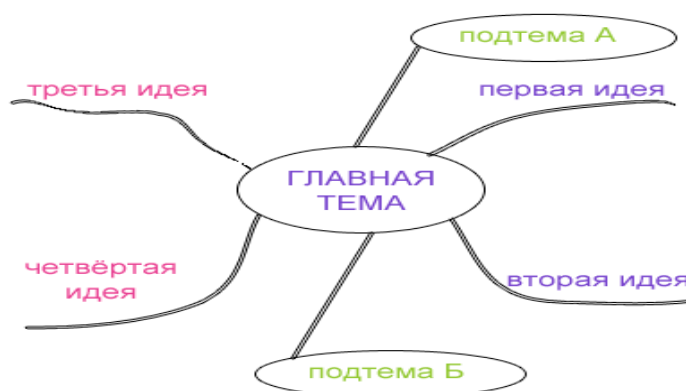 подтема А
третья идея
первая идея
ГЛАВНАЯ
ТЕМА
четвёртая
идея
вторая идея
подтема Б